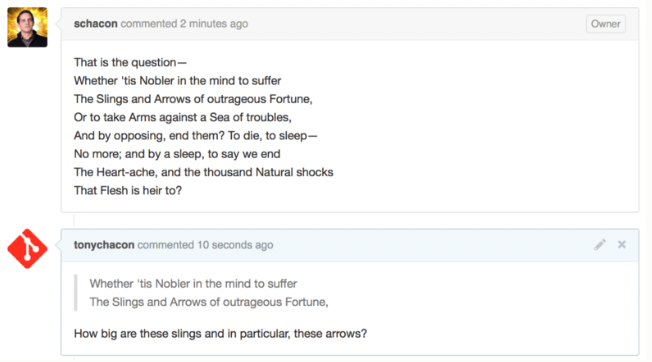 schacon commented 2 minutes ago Owner
That is the question—
Whether 'tis Nobler in the mind to suffer
The Slings and Arrows of outrageous Fortune,
Or to take Arms against a Sea of troubles,
And by opposing, end them? To die, to sleep—
No more; and by a sleep, to say we end
The Heart-ache, and the thousand Natural shocks
That Flesh is heir to?
tonychacon commented 10 seconds ago
Whether 'tis Nobler in the mind to suffer
The Slings and Arrows of outrageous Fortune,
How big are these slings and in particular, these arrows?